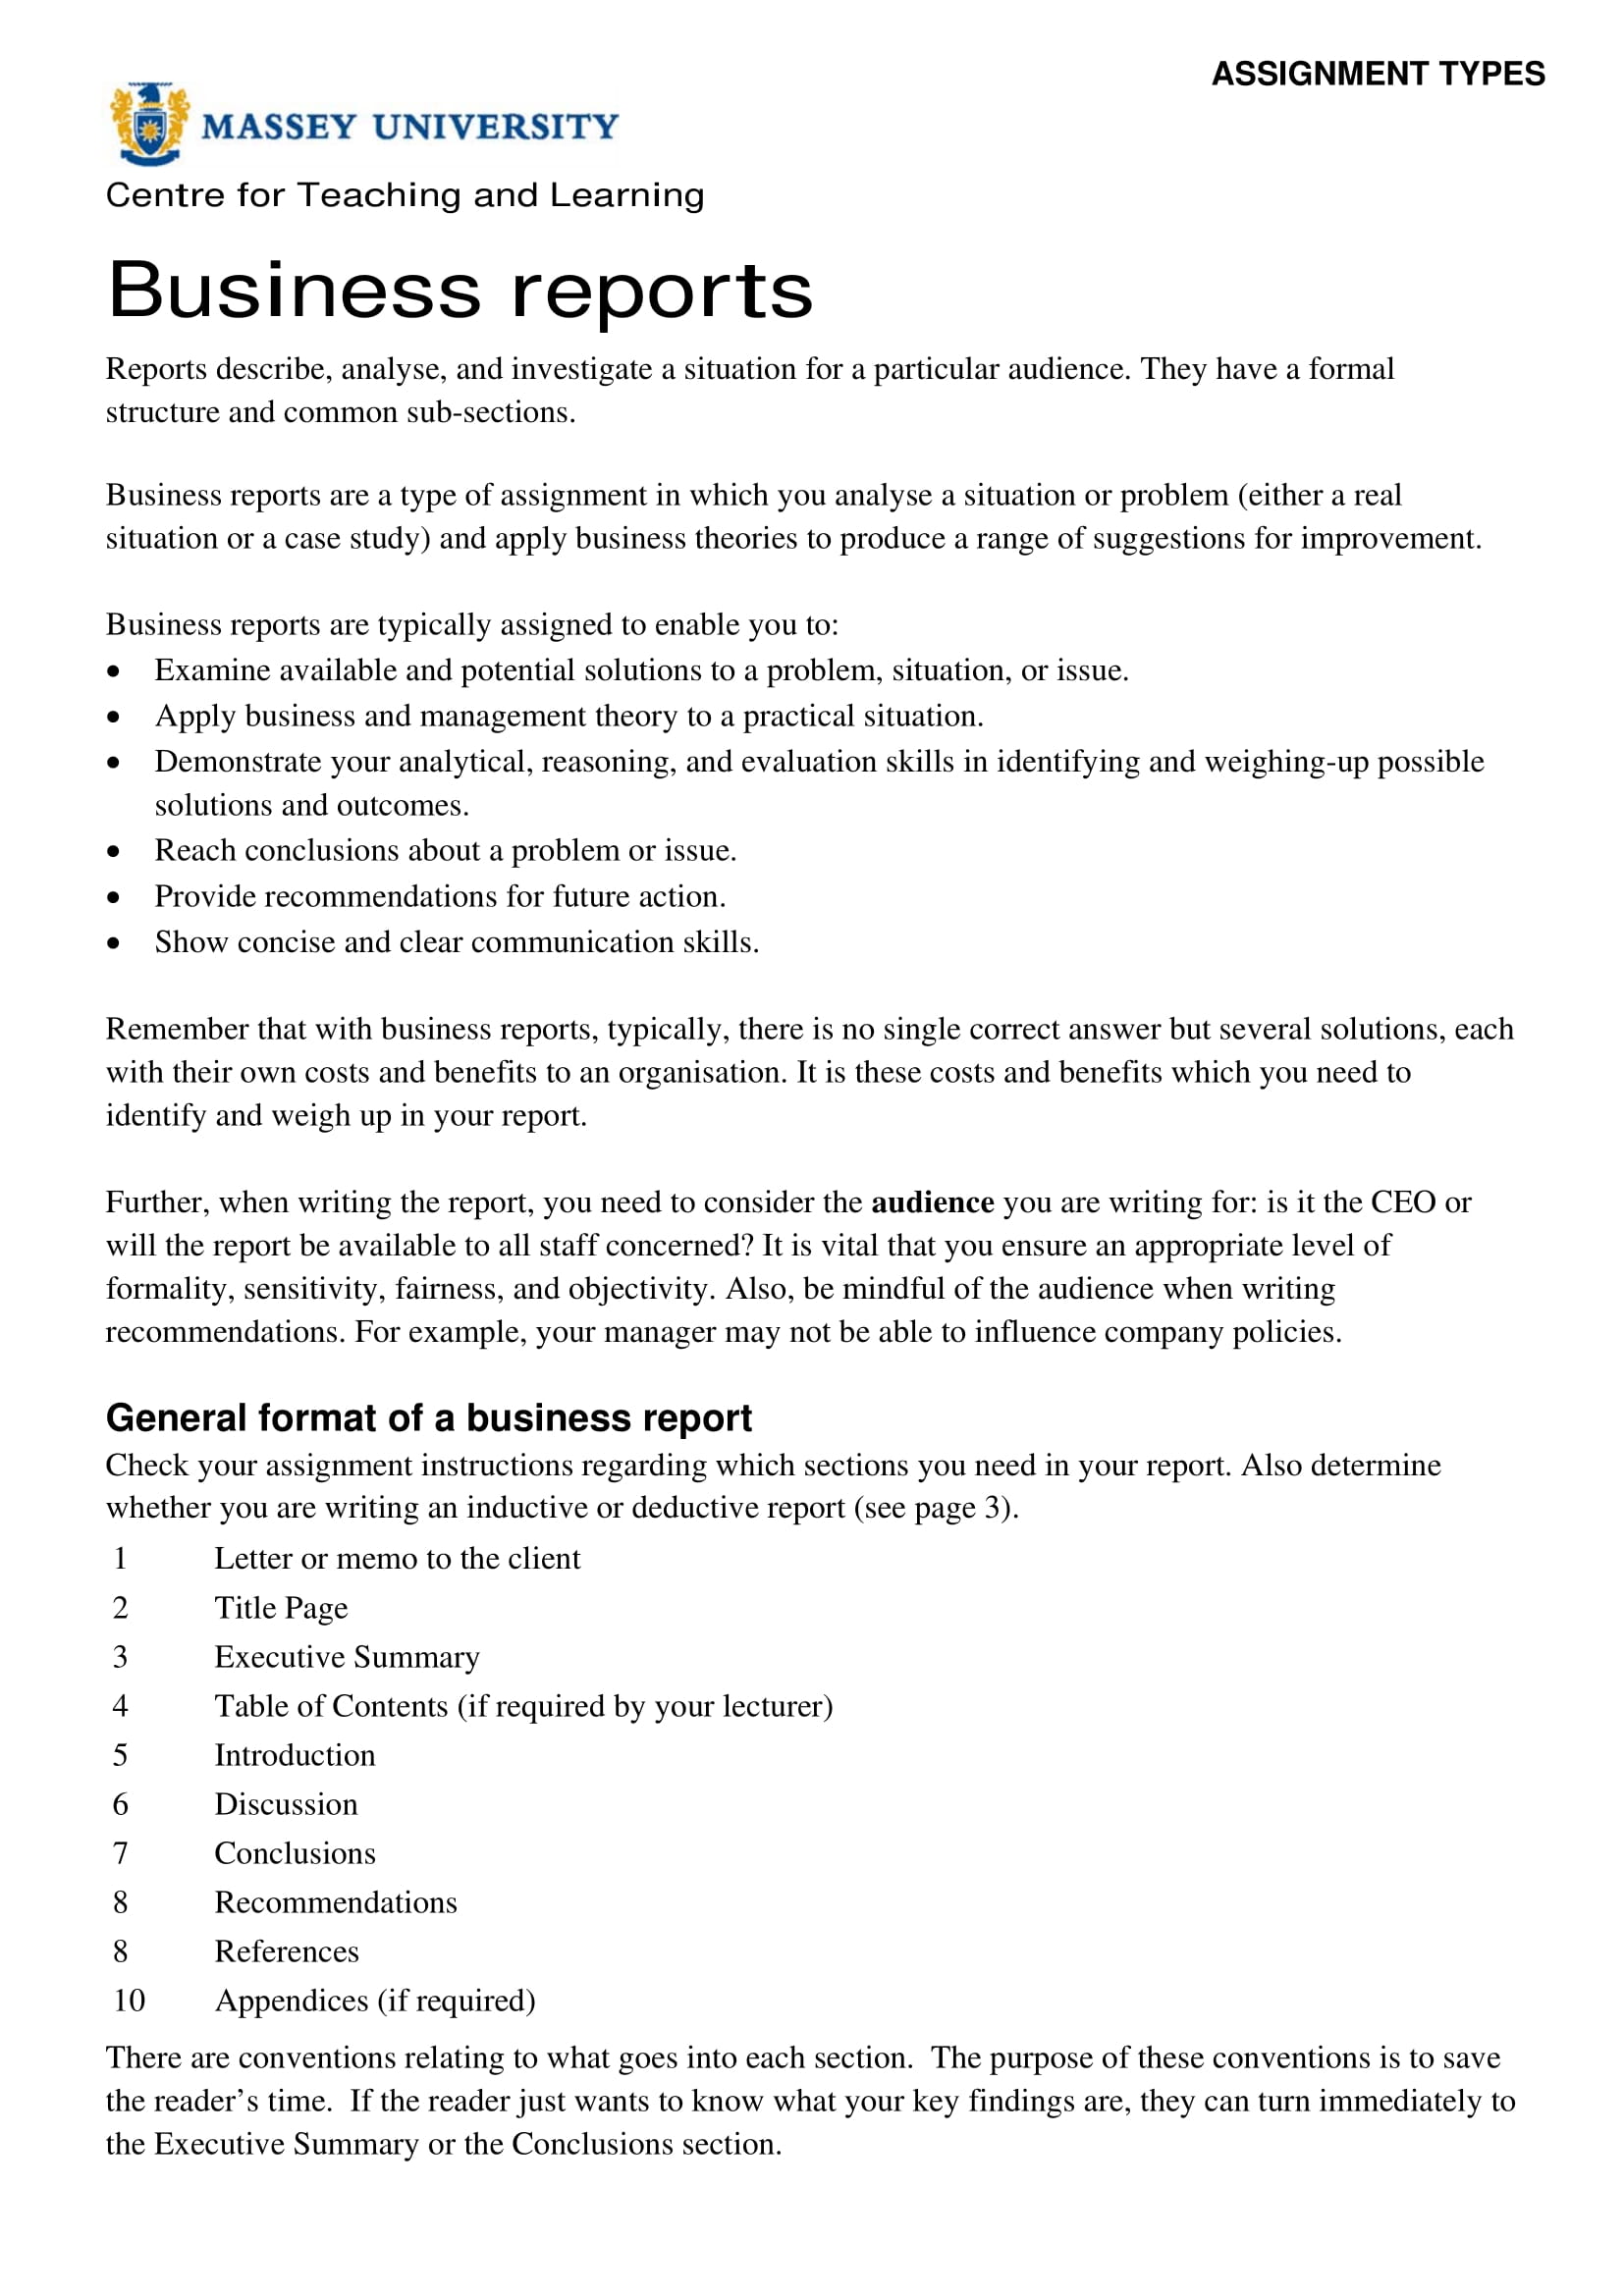 ASSIGNMENT TYPES
MASSEY UNIVERSITY
Centre for Teaching and Learning
Business reports
Reports describe, analyse, and investigate a situation for a particular audience. They have a formal
structure and common sub-sections.
Business reports are a type of assignment in which you analyse a situation or problem (either a real
situation or a case study) and apply business theories to produce a range of suggestions for improvement.
Business reports are typically assigned to enable you to:
• Examine available and potential solutions to a problem, situation, or issue.
• Apply business and management theory to a practical situation.
• Demonstrate your analytical, reasoning, and evaluation skills in identifying and weighing-up possible
solutions and outcomes.
• Reach conclusions about a problem or issue.
• Provide recommendations for future action.
• Show concise and clear communication skills.
Remember that with business reports, typically, there is no single correct answer but several solutions, each
with their own costs and benefits to an organisation. It is these costs and benefits which you need to
identify and weigh up in your report.
Further, when writing the report, you need to consider the audience you are writing for: is it the CEO or
will the report be available to all staff concerned? It is vital that you ensure an appropriate level of
formality, sensitivity, fairness, and objectivity. Also, be mindful of the audience when writing
recommendations. For example, your manager may not be able to influence company policies.
General format of a business report
Check your assignment instructions regarding which sections you need in your report. Also determine
whether you are writing an inductive or deductive report (see page 3).
1 Letter or memo to the client
2 Title Page
3 Executive Summary
4 Table of Contents (if required by your lecturer)
5 Introduction
6 Discussion
7 Conclusions
8 Recommendations
8 References
10 Appendices (if required)
There are conventions relating to what goes into each section.  The purpose of these conventions is to save
the reader’s time.  If the reader just wants to know what your key findings are, they can turn immediately to
the Executive Summary or the Conclusions section.